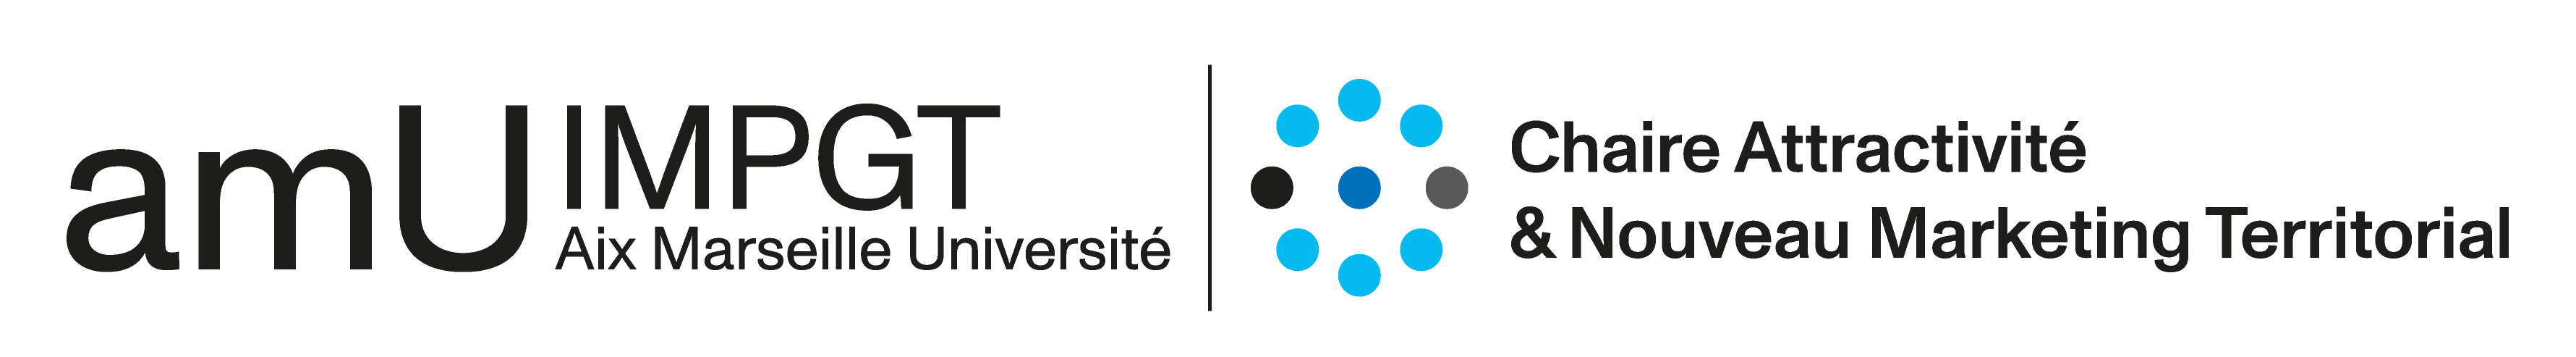 amU IMPGT
Aix Marseille Université
Chaire Attractivité
& Nouveau Marketing Territorial